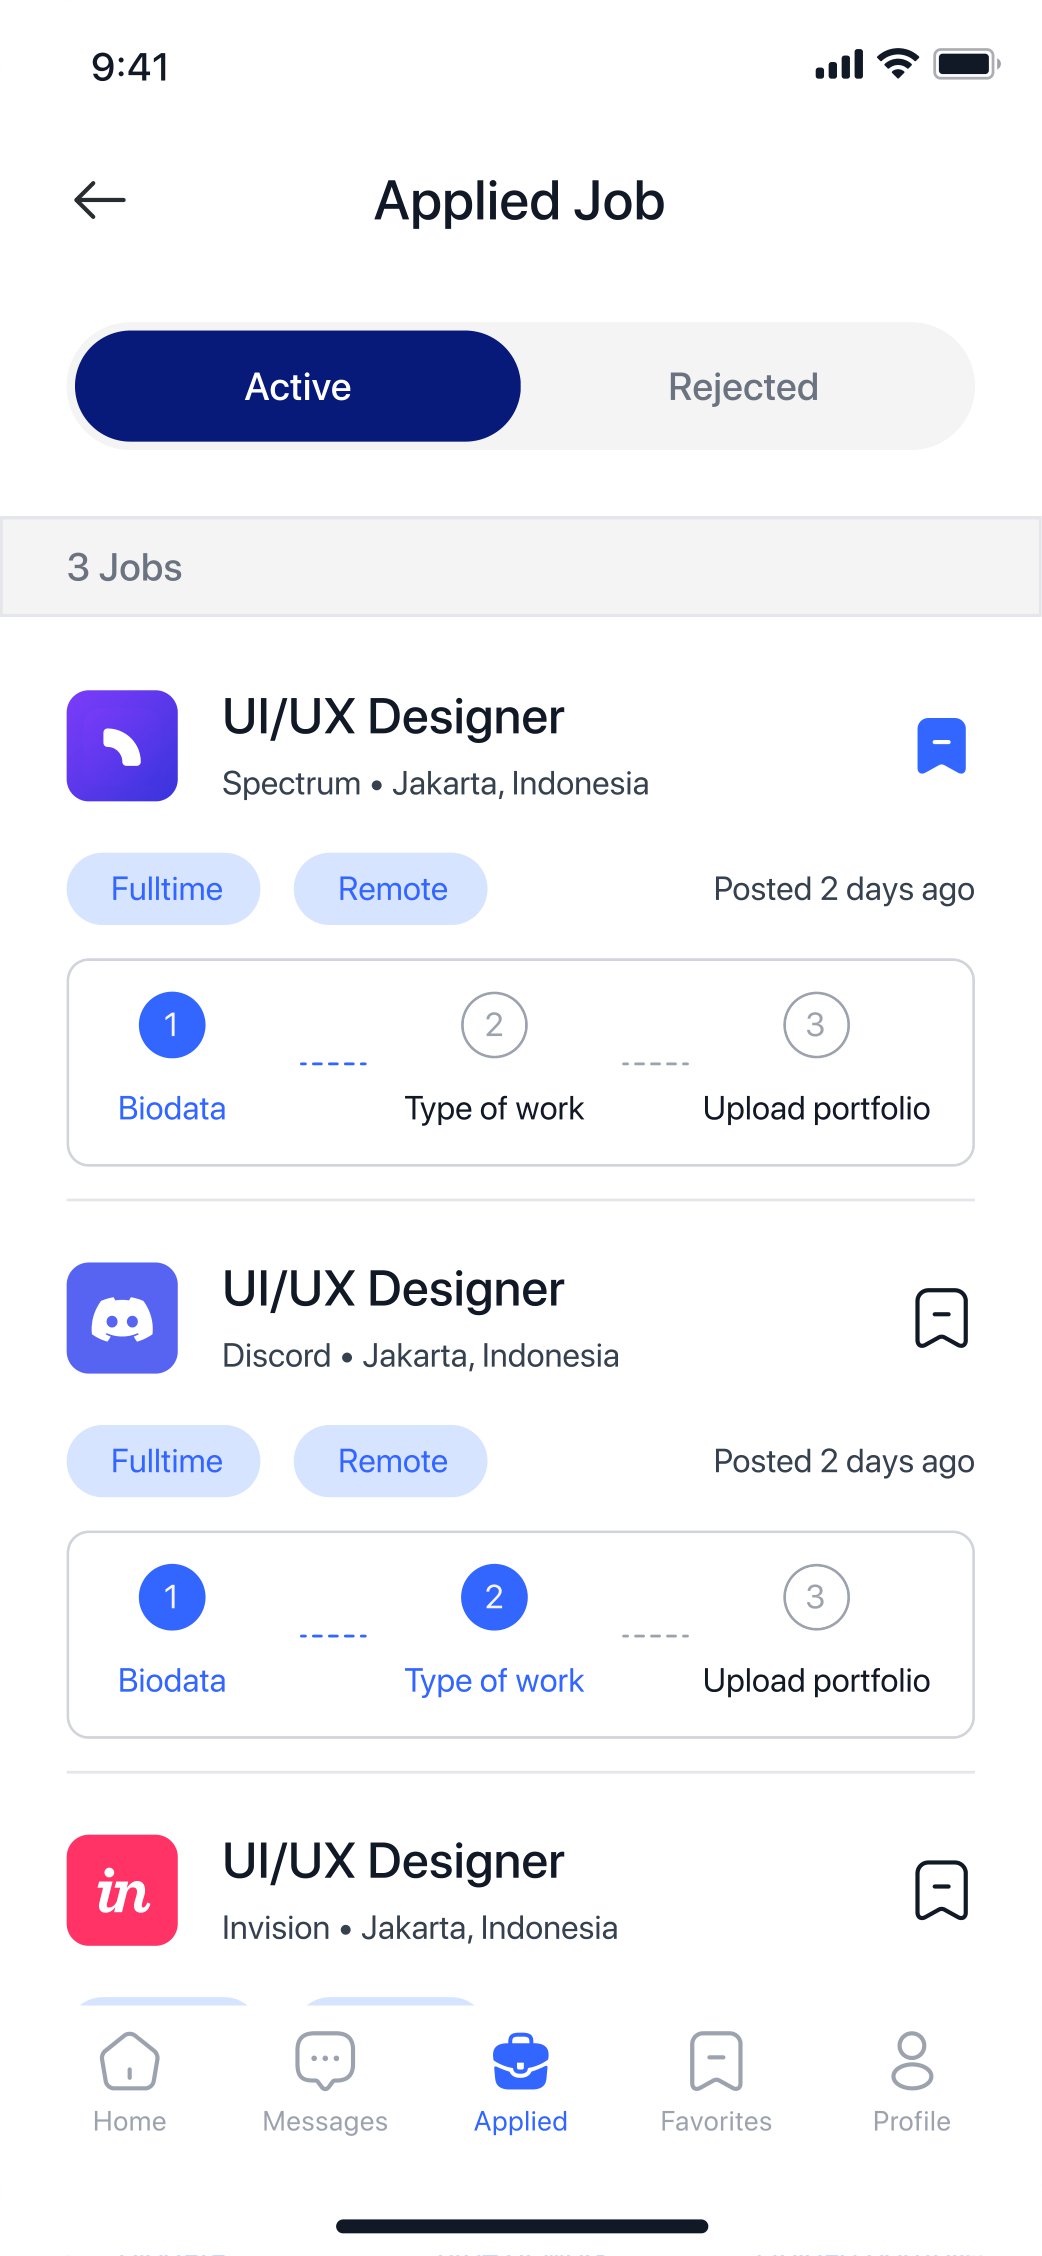 9:41
Applied Job
Active Rejected
3 Jobs
UI/UX Designer
Spectrum • Jakarta, Indonesia
Fulltime Remote Posted 2 days ago
1 2 3
Biodata Type of work Upload portfolio
UI/UX Designer
Discord • Jakarta, Indonesia
Fulltime Remote Posted 2 days ago
1 2 3
Biodata Type of work Upload portfolio
in
UI/UX Designer
Invision • Jakarta, Indonesia
Home Messages Applied Favorites Profile